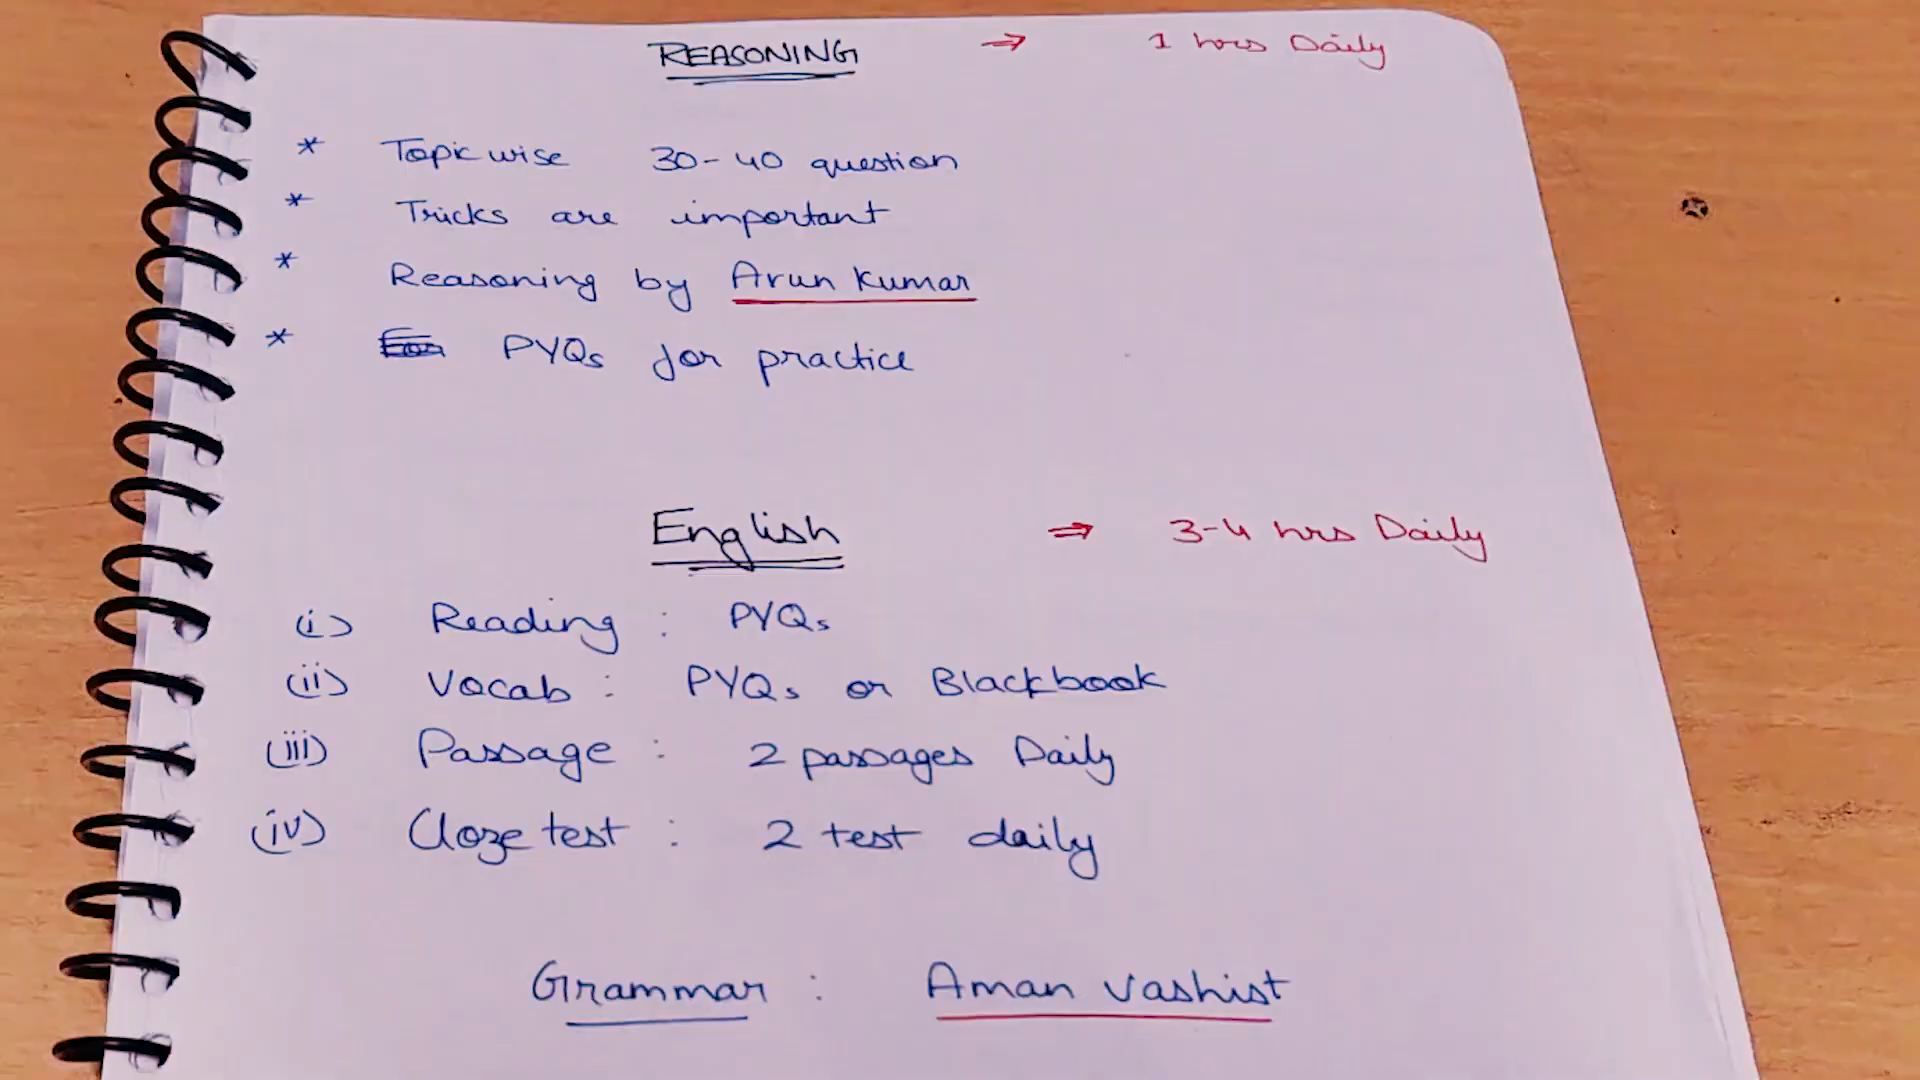 REASONING ⇒ 1 hrs Daily
* Topic wise 30-40 question
* Tricks are important
* Reasoning by Arun Kumar
* PYQs for practice
English ⇒ 3-4 hrs Daily
(i) Reading : PYQs
(ii) Vocab : PYQs or Blackbook
(iii) Passage : 2 passages Daily
(iv) Cloze test : 2 test daily
Grammar : Aman Vashist